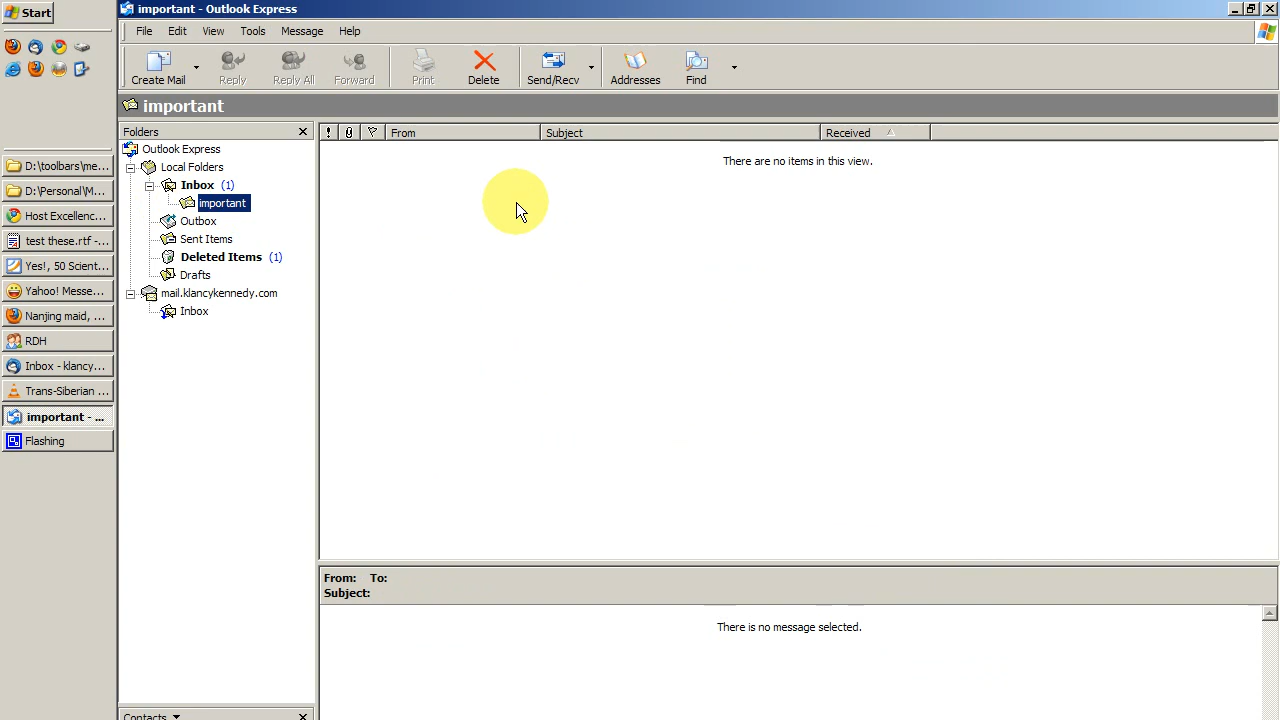 Start
important - Outlook Express
File Edit View Tools Message Help
Create Mail Reply Reply All Forward Print Delete Send/Recv Addresses Find
important
Folders
! From Subject Received
Outlook Express
Local Folders
Inbox (1)
important
Outbox
Sent Items
Deleted Items (1)
Drafts
mail.klancykennedy.com
Inbox
There are no items in this view.
D:\toolbars\me...
D:\Personal\M...
Host Excellenc...
test these.rtf -...
Yes!, 50 Scient...
Yahoo! Messe...
Nanjing maid, ...
RDH
Inbox - klancy...
Trans-Siberian ...
important - ...
Flashing
From: To:
Subject:
There is no message selected.
Contacts